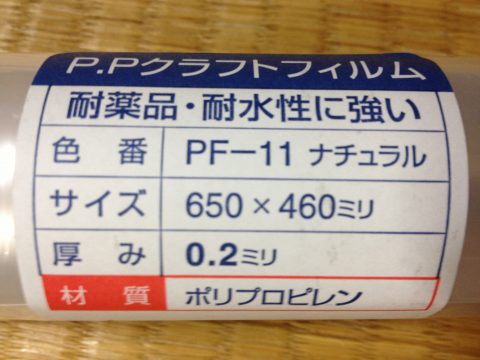 P.Pクラフトフィルム
耐薬品・耐水性に強い
色番 PF-11 ナチュラル
サイズ 650×460ミリ
厚み 0.2ミリ
材質 ポリプロピレン